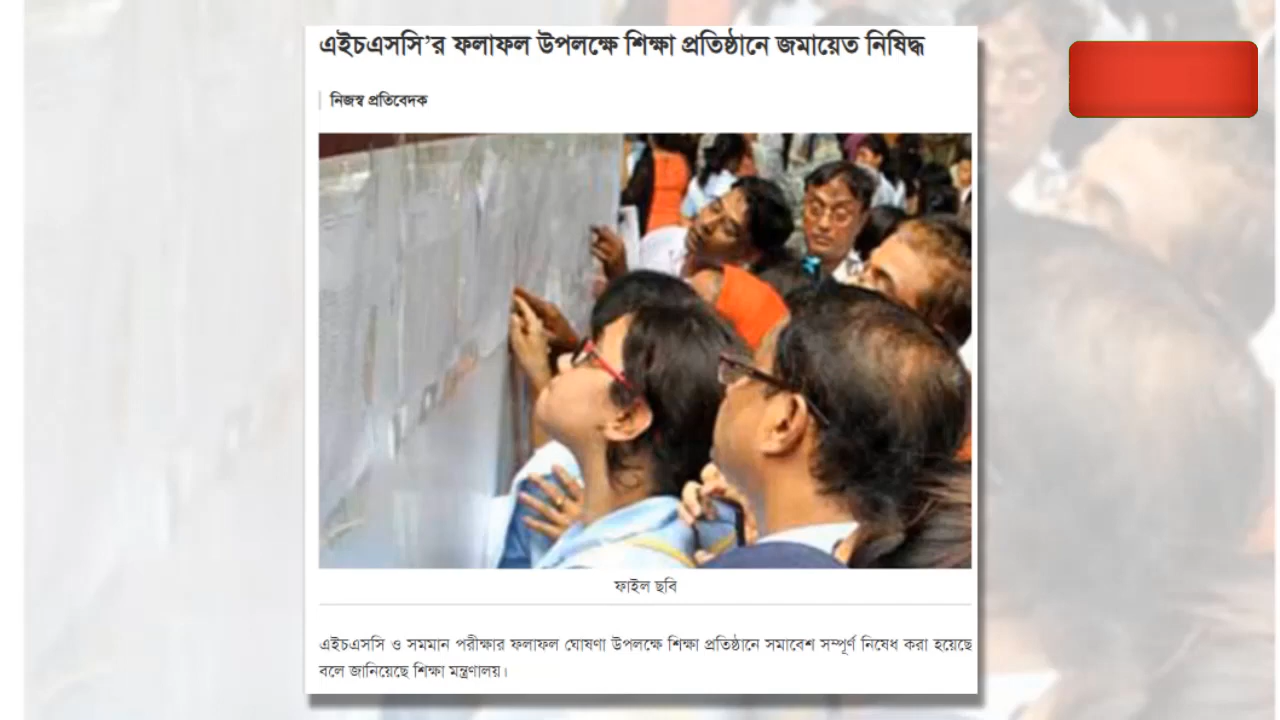 এইচএসসি’র ফলাফল উপলক্ষে শিক্ষা প্রতিষ্ঠানে জমায়েত নিষিদ্ধ
নিজস্ব প্রতিবেদক
ফাইল ছবি
এইচএসসি ও সমমান পরীক্ষার ফলাফল ঘোষণা উপলক্ষে শিক্ষা প্রতিষ্ঠানে সমাবেশ সম্পূর্ণ নিষেধ করা হয়েছে
বলে জানিয়েছে শিক্ষা মন্ত্রণালয়।